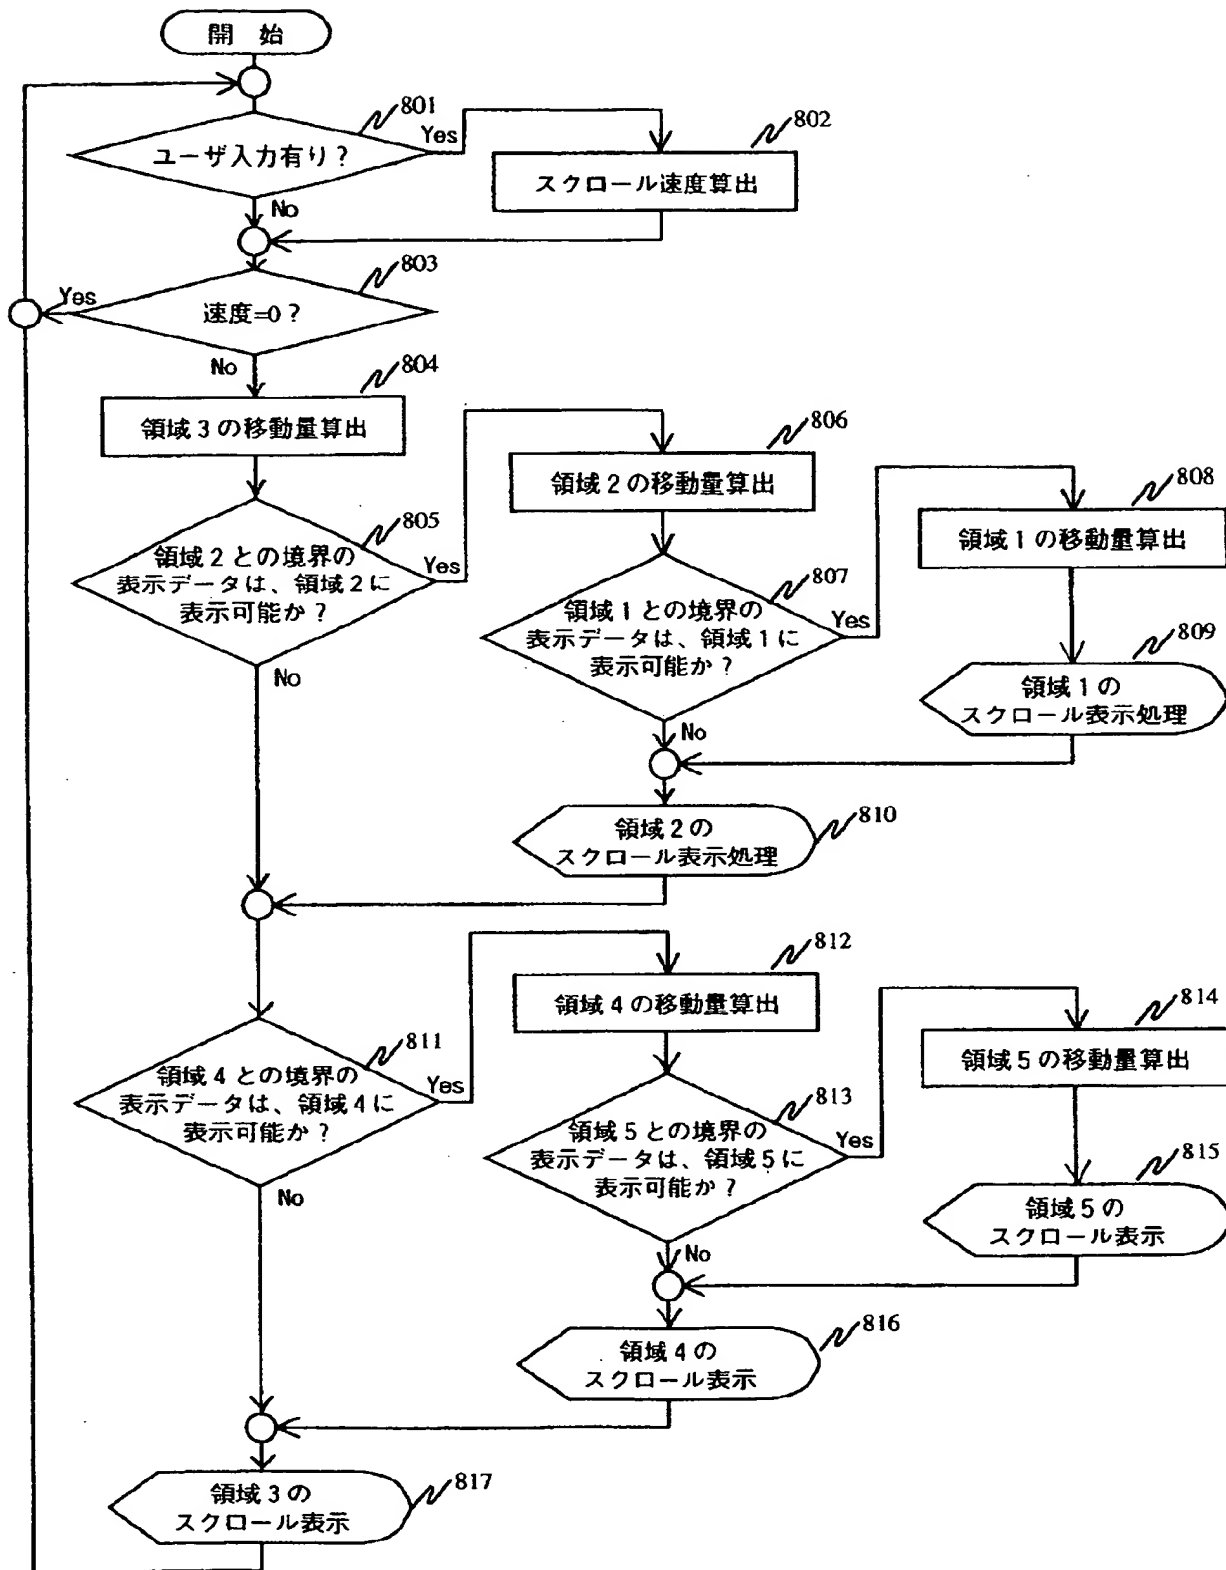 開 始
801
ユーザ入力有り?
Yes
802
スクロール速度算出
No
803
速度=0?
Yes
No
804
領域3の移動量算出
805
領域2との境界の
表示データは、領域2に
表示可能か?
Yes
No
806
領域2の移動量算出
807
領域1との境界の
表示データは、領域1に
表示可能か?
Yes
No
808
領域1の移動量算出
809
領域1の
スクロール表示処理
810
領域2の
スクロール表示処理
811
領域4との境界の
表示データは、領域4に
表示可能か?
Yes
No
812
領域4の移動量算出
813
領域5との境界の
表示データは、領域5に
表示可能か?
Yes
No
814
領域5の移動量算出
815
領域5の
スクロール表示
816
領域4の
スクロール表示
817
領域3の
スクロール表示